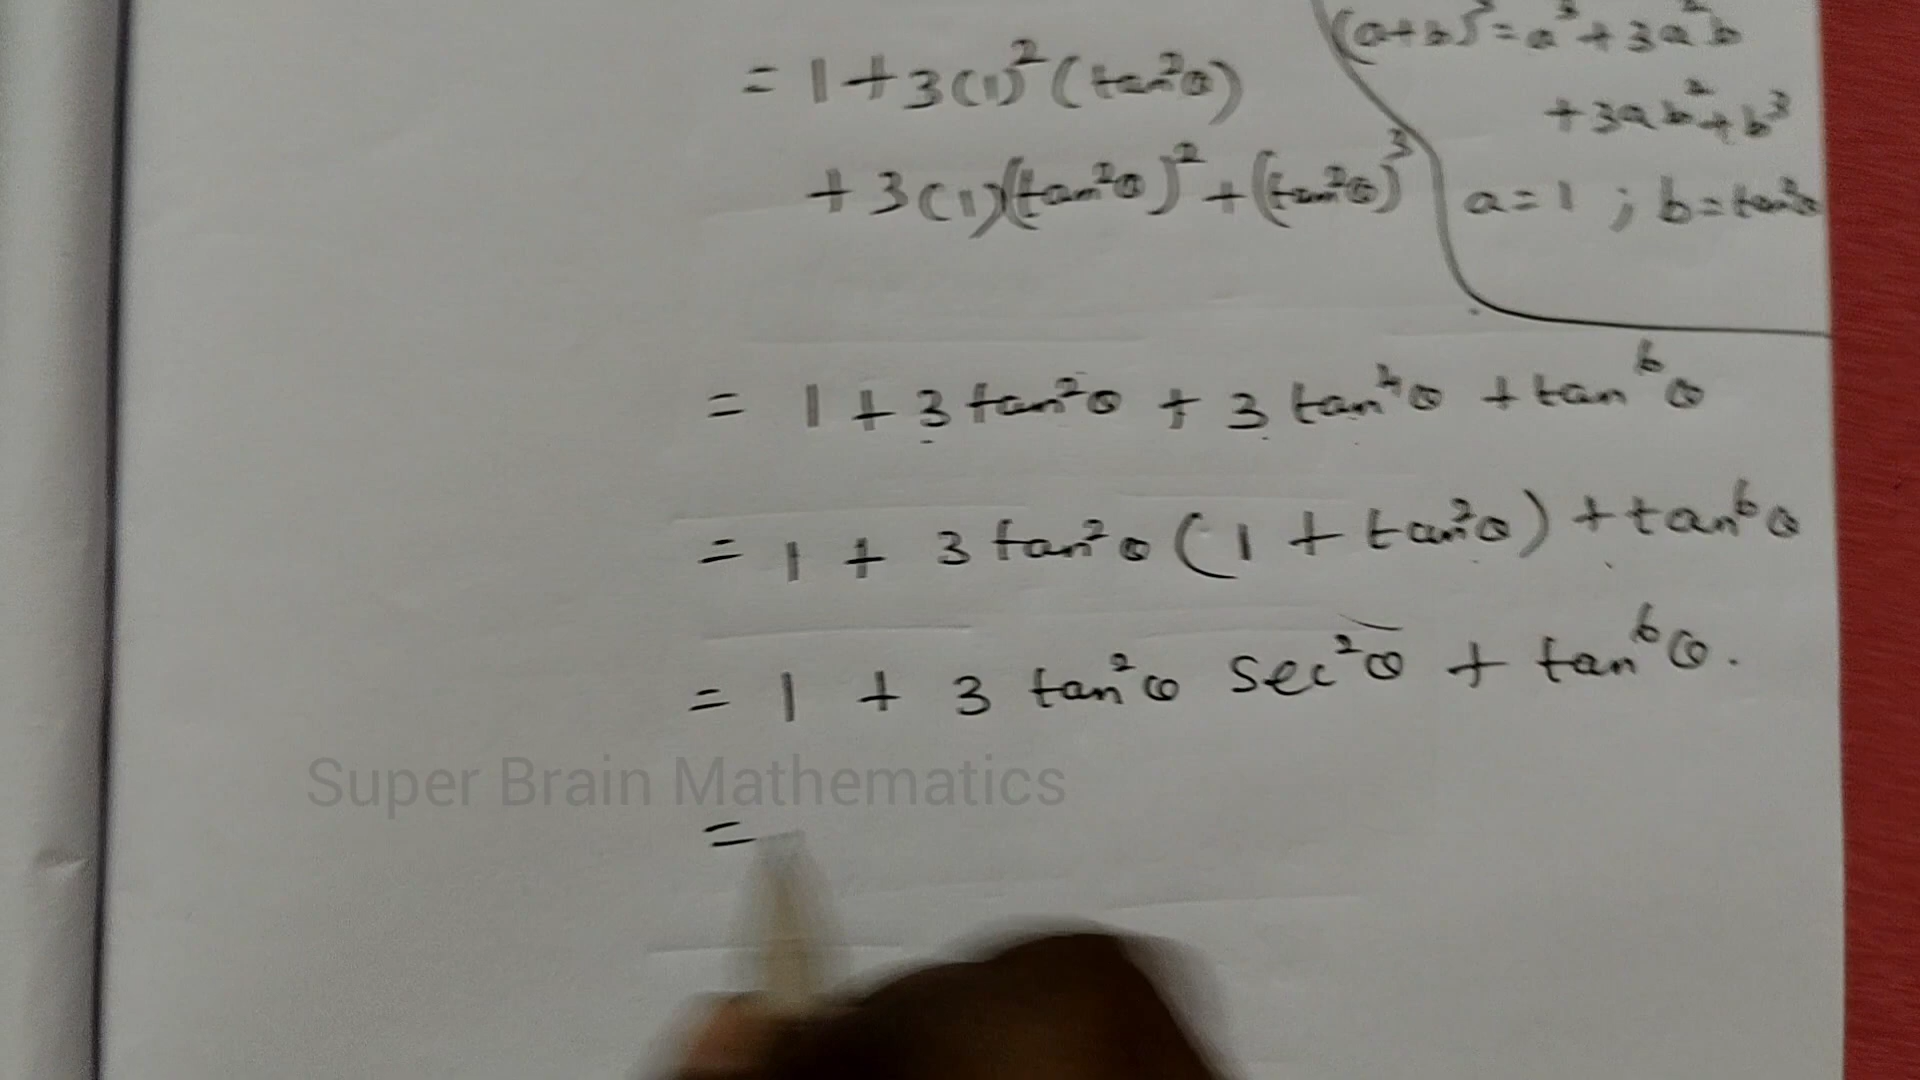 = 1 + 3(1)² (tan²θ)
+ 3(1)(tan²θ)² + (tan²θ)³
(a+b)³ = a³ + 3a²b
+ 3ab² + b³
a = 1 ; b = tan²θ
= 1 + 3 tan²θ + 3 tan⁴θ + tan⁶θ
= 1 + 3 tan²θ (1 + tan²θ) + tan⁶θ
= 1 + 3 tan²θ sec²θ + tan⁶θ.
Super Brain Mathematics
=